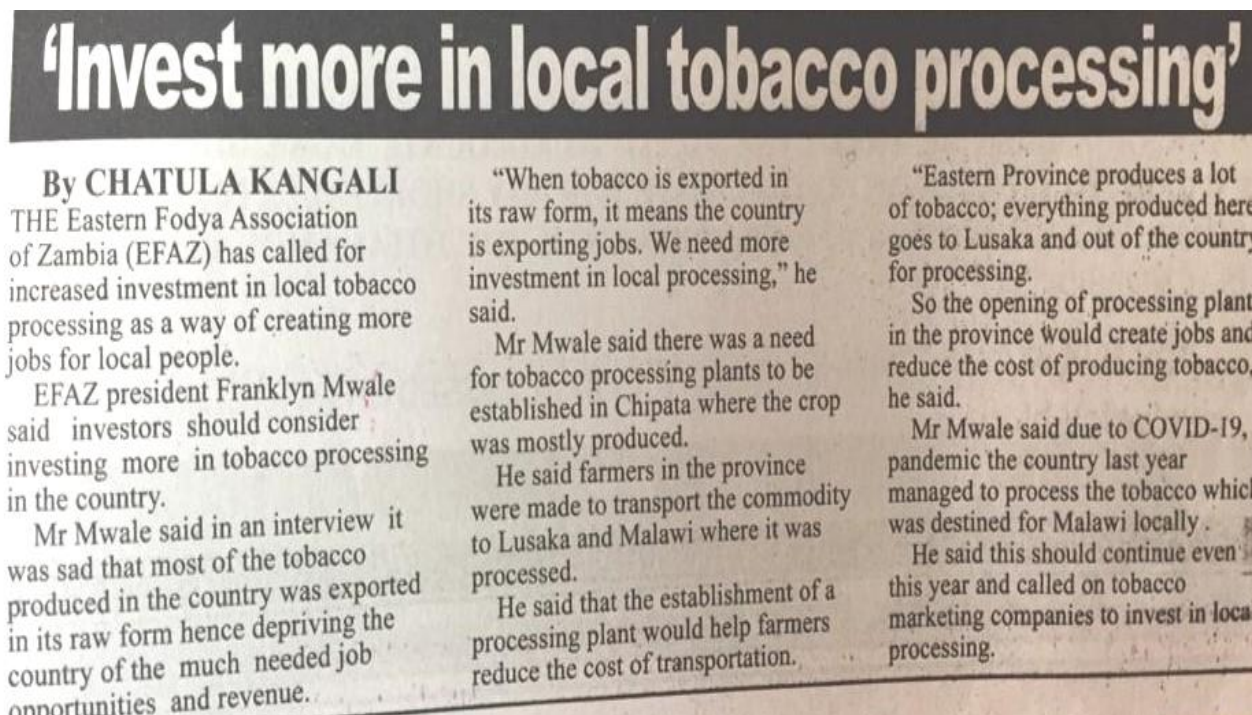 ‘Invest more in local tobacco processing’
By CHATULA KANGALI
THE Eastern Fodya Association
of Zambia (EFAZ) has called for
increased investment in local tobacco
processing as a way of creating more
jobs for local people.
EFAZ president Franklyn Mwale
said investors should consider
investing more in tobacco processing
in the country.
Mr Mwale said in an interview it
was sad that most of the tobacco
produced in the country was exported
in its raw form hence depriving the
country of the much needed job
opportunities and revenue.
“When tobacco is exported in
its raw form, it means the country
is exporting jobs. We need more
investment in local processing,” he
said.
Mr Mwale said there was a need
for tobacco processing plants to be
established in Chipata where the crop
was mostly produced.
He said farmers in the province
were made to transport the commodity
to Lusaka and Malawi where it was
processed.
He said that the establishment of a
processing plant would help farmers
reduce the cost of transportation.
“Eastern Province produces a lot
of tobacco; everything produced here
goes to Lusaka and out of the country
for processing.
So the opening of processing plant
in the province would create jobs and
reduce the cost of producing tobacco,
he said.
Mr Mwale said due to COVID-19,
pandemic the country last year
managed to process the tobacco which
was destined for Malawi locally .
He said this should continue even
this year and called on tobacco
marketing companies to invest in local
processing.